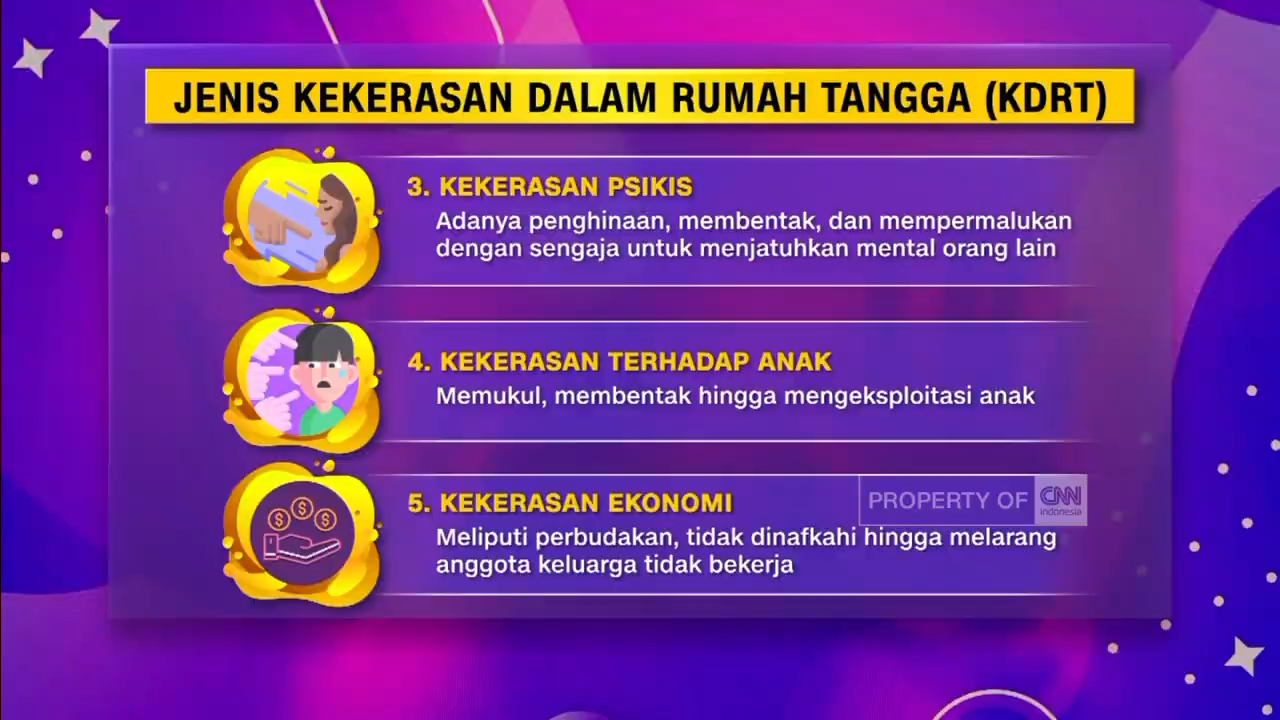 JENIS KEKERASAN DALAM RUMAH TANGGA (KDRT)
3. KEKERASAN PSIKIS
Adanya penghinaan, membentak, dan mempermalukan
dengan sengaja untuk menjatuhkan mental orang lain
4. KEKERASAN TERHADAP ANAK
Memukul, membentak hingga mengeksploitasi anak
5. KEKERASAN EKONOMI
PROPERTY OF CNN Indonesia
Meliputi perbudakan, tidak dinafkahi hingga melarang
anggota keluarga tidak bekerja